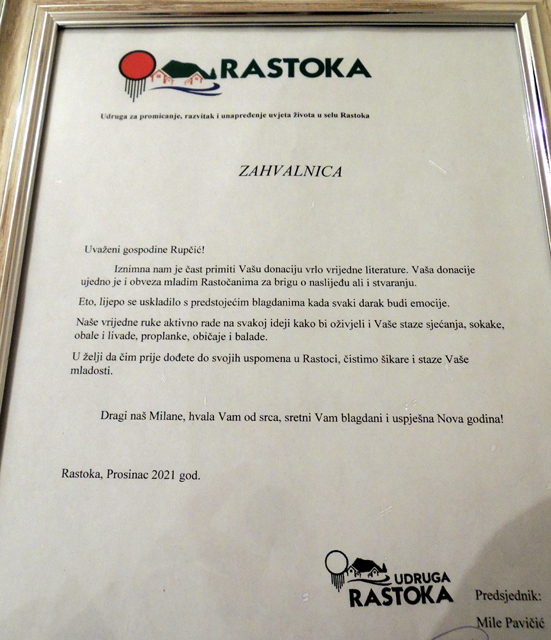 RASTOKA
Udruga za promicanje, razvitak i unapređenje uvjeta života u selu Rastoka
ZAHVALNICA
Uvaženi gospodine Rupčić!
Iznimna nam je čast primiti Vašu donaciju vrlo vrijedne literature. Vaša donacije
ujedno je i obveza mladim Rastočanima za brigu o naslijeđu ali i stvaranju.
Eto, lijepo se uskladilo s predstojećim blagdanima kada svaki darak budi emocije.
Naše vrijedne ruke aktivno rade na svakoj ideji kako bi oživjeli i Vaše staze sjećanja, sokake,
obale i livade, proplanke, običaje i balade.
U želji da čim prije dođete do svojih uspomena u Rastoci, čistimo šikare i staze Vaše
mladosti.
Dragi naš Milane, hvala Vam od srca, sretni Vam blagdani i uspješna Nova godina!
Rastoka, Prosinac 2021 god.
UDRUGA
RASTOKA
Predsjednik:
Mile Pavičić